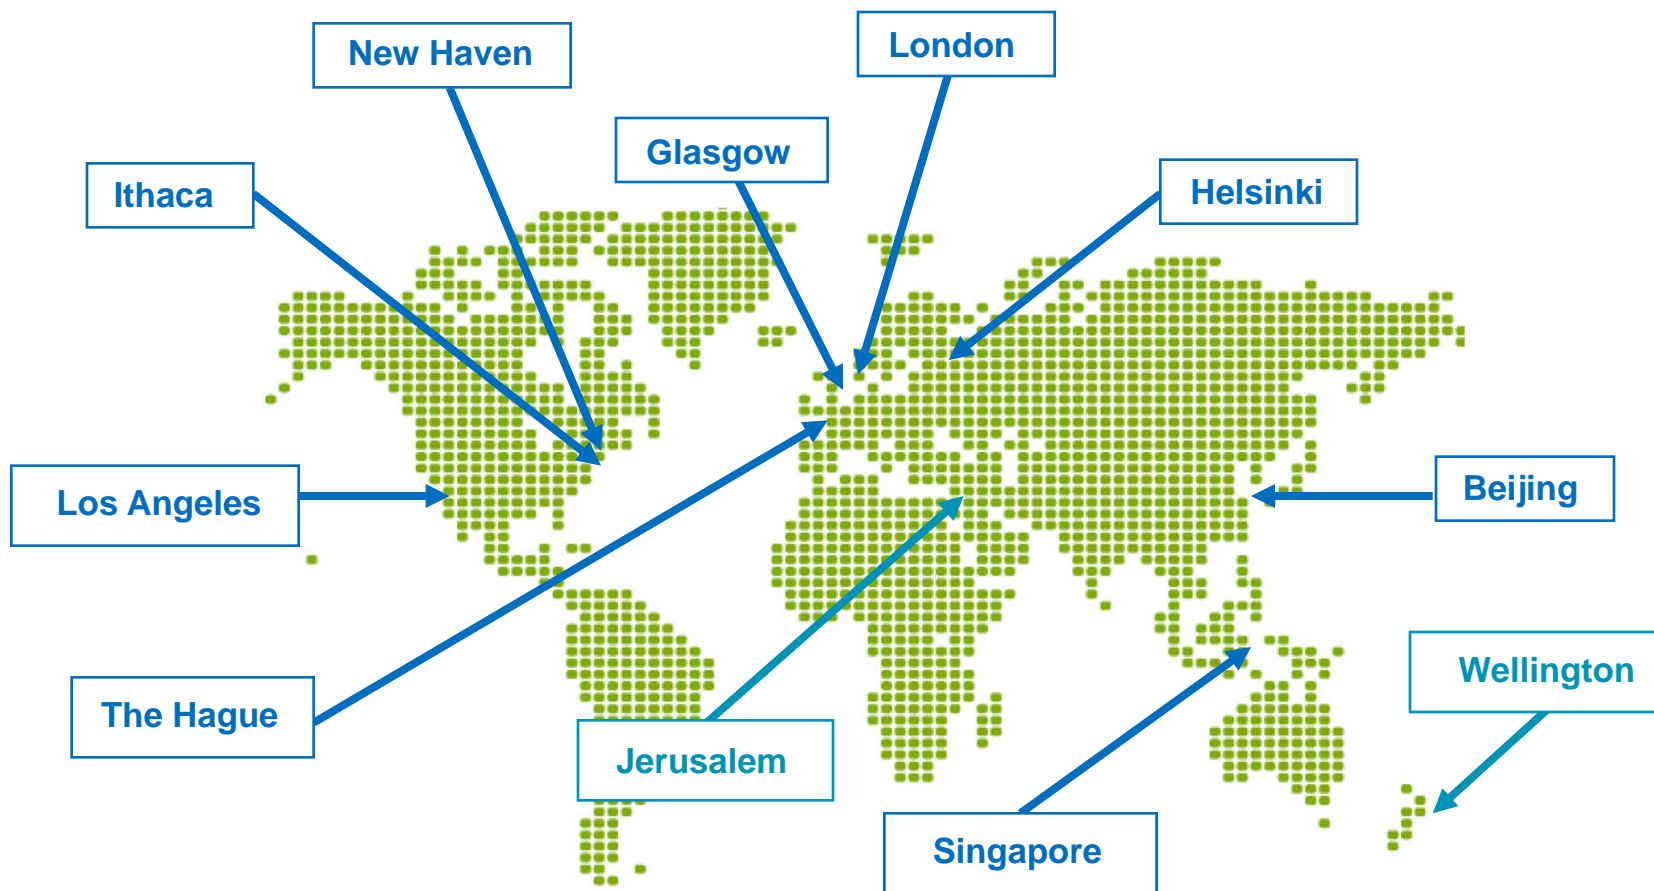 London
New Haven
Glasgow
Ithaca
Helsinki
Los Angeles
Beijing
Wellington
The Hague
Jerusalem
Singapore